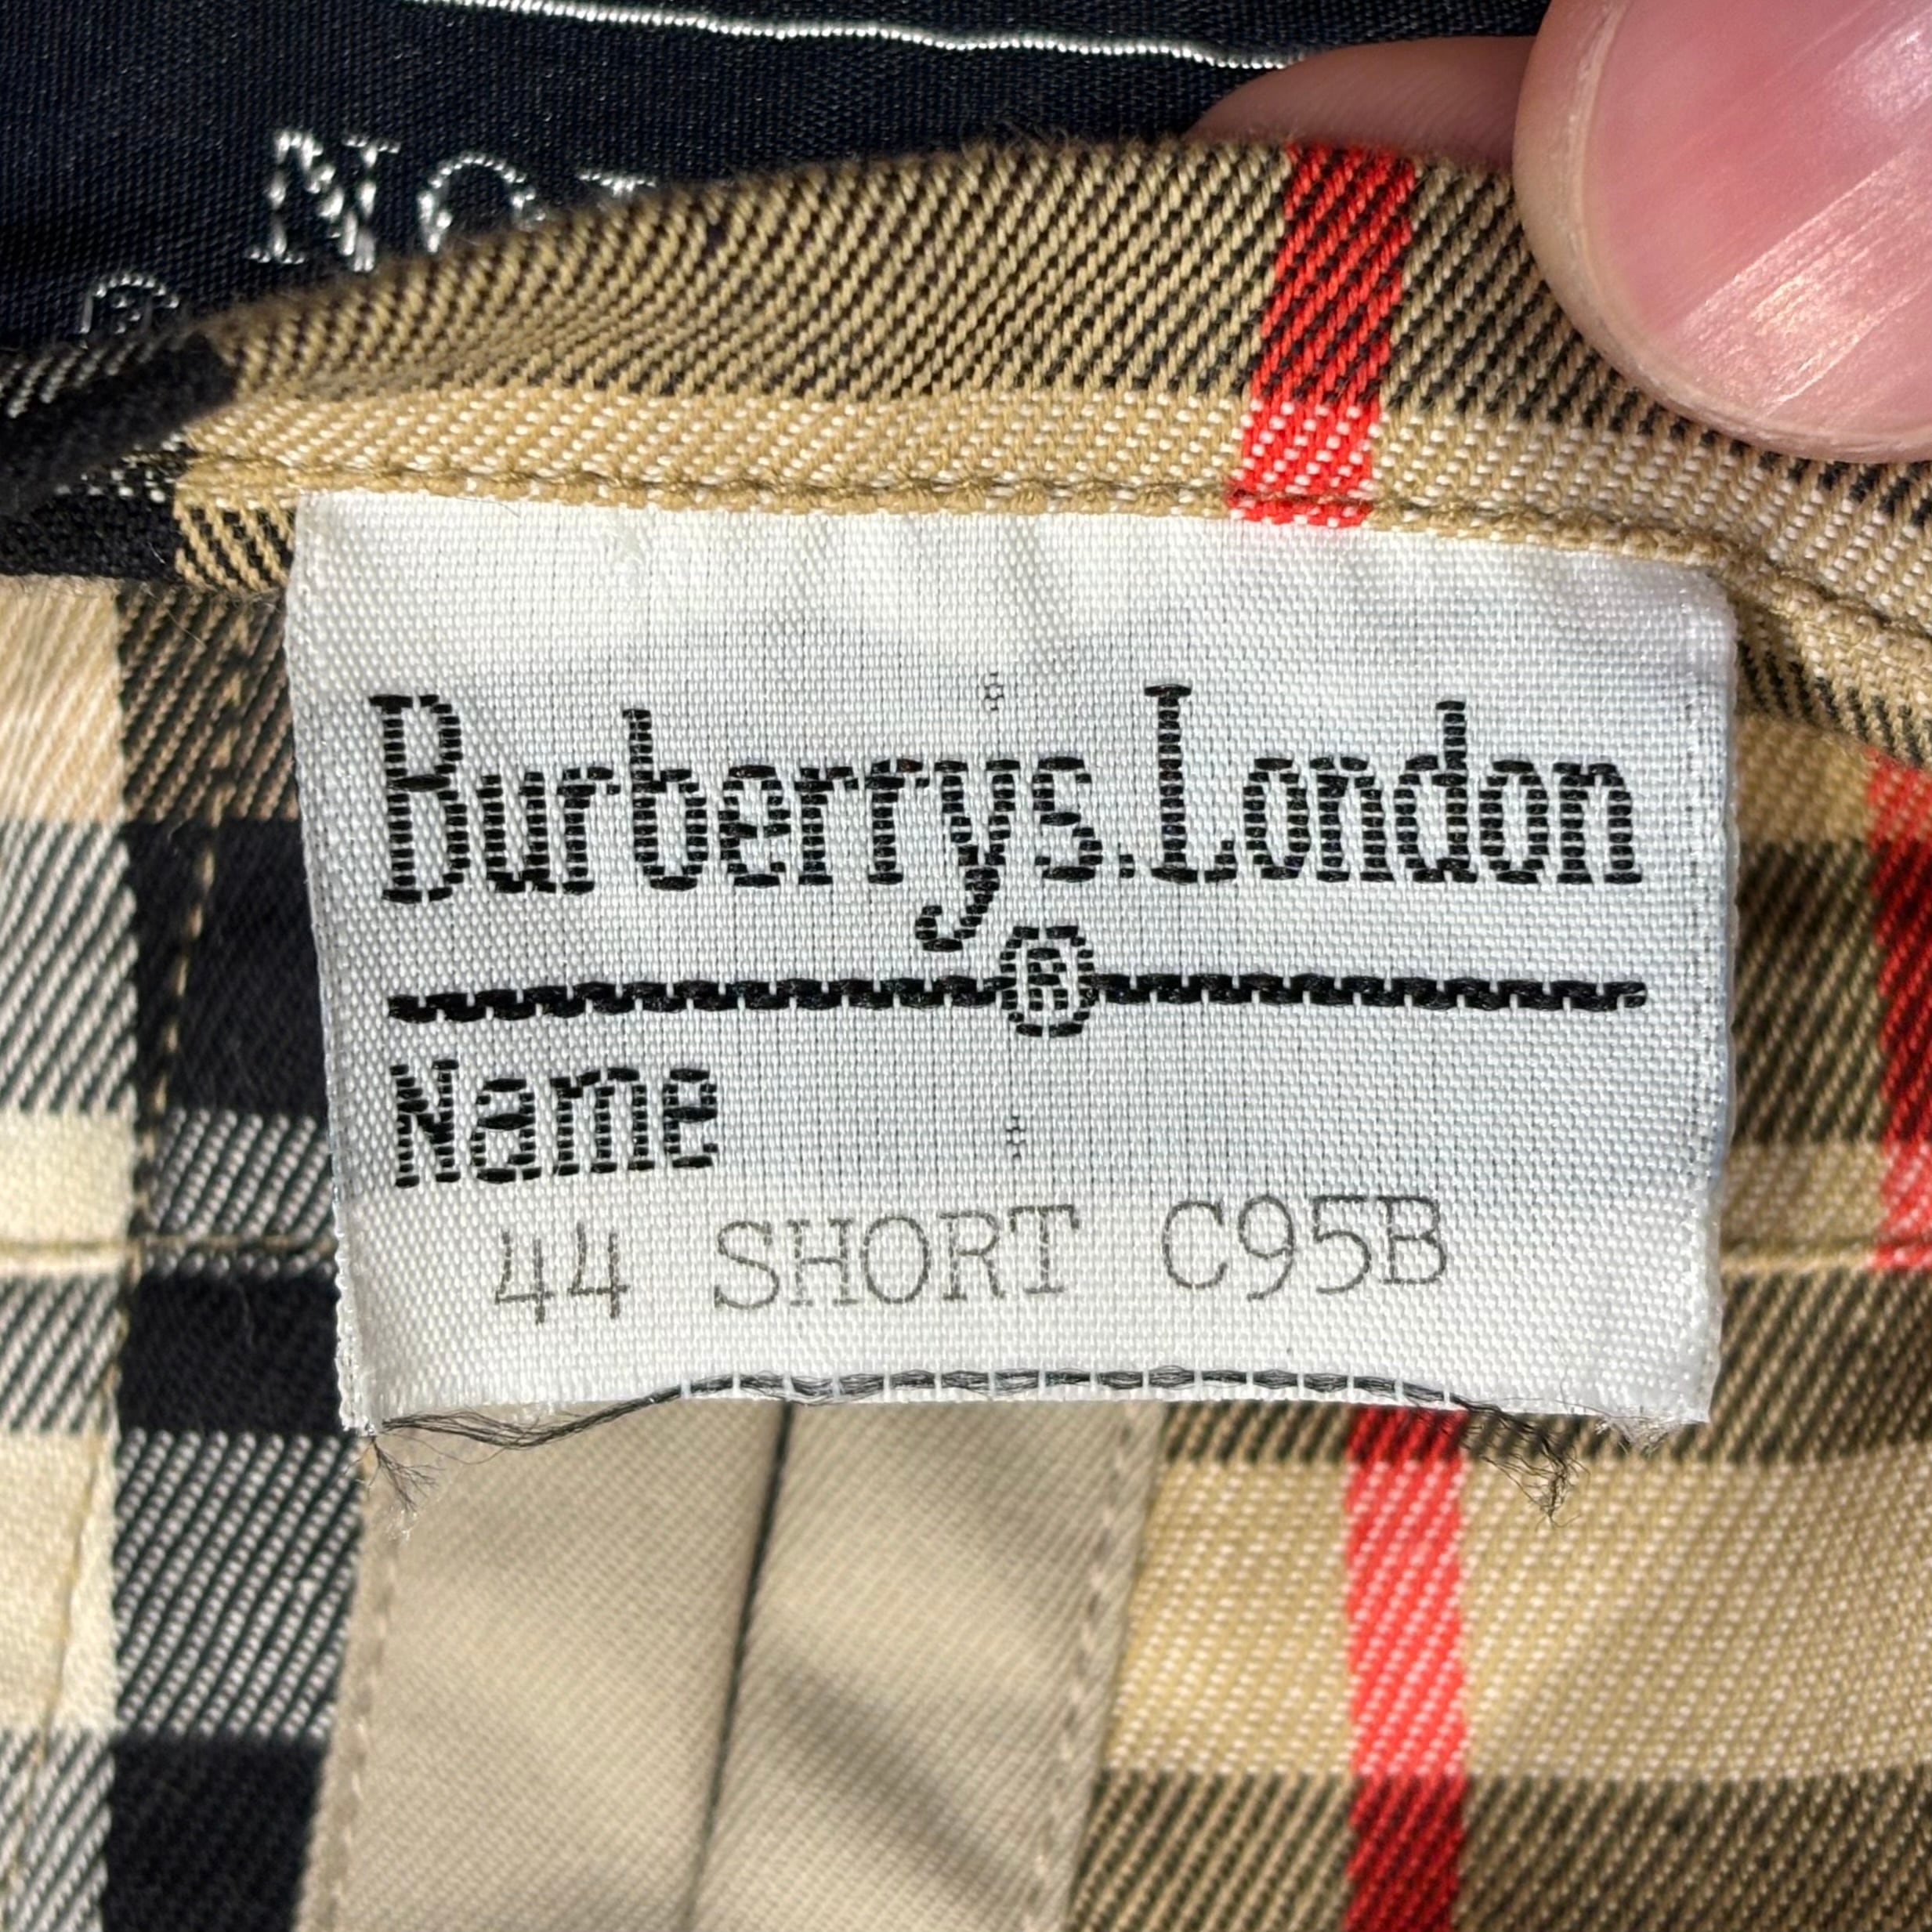 Burberrys.London
®
Name
44 SHORT C95B